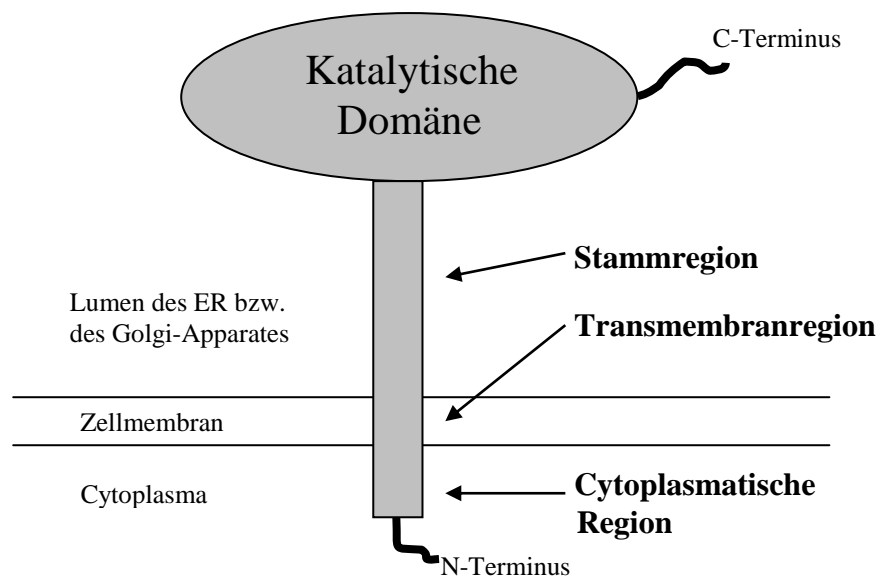 C-Terminus
Katalytische
Domäne
Stammregion
Lumen des ER bzw.
des Golgi-Apparates
Transmembranregion
Zellmembran
Cytoplasma
Cytoplasmatische
Region
N-Terminus